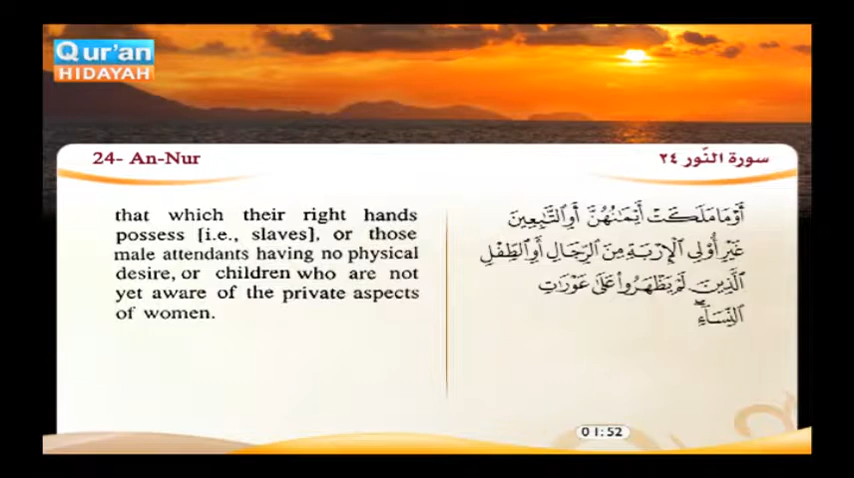 Qur'an
HIDAYAH
24- An-Nur
سورة النّور ٢٤
that which their right hands
possess [i.e., slaves], or those
male attendants having no physical
desire, or children who are not
yet aware of the private aspects
of women.
أَوْ مَا مَلَكَتْ أَيْمَـٰنُهُنَّ أَوِ ٱلتَّـٰبِعِينَ
غَيْرِ أُو۟لِى ٱلْإِرْبَةِ مِنَ ٱلرِّجَالِ أَوِ ٱلطِّفْلِ
ٱلَّذِينَ لَمْ يَظْهَرُوا۟ عَلَىٰ عَوْرَٰتِ
ٱلنِّسَآءِ ۖ
01:52